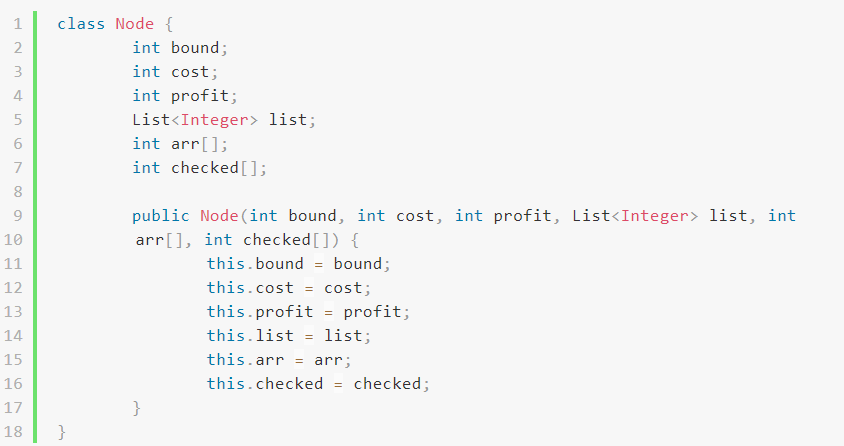 1 class Node {
2 int bound;
3 int cost;
4 int profit;
5 List<Integer> list;
6 int arr[];
7 int checked[];
8
9 public Node(int bound, int cost, int profit, List<Integer> list, int
10 arr[], int checked[]) {
11 this.bound = bound;
12 this.cost = cost;
13 this.profit = profit;
14 this.list = list;
15 this.arr = arr;
16 this.checked = checked;
17 }
18 }